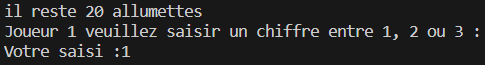 il reste 20 allumettes
Joueur 1 veuillez saisir un chiffre entre 1, 2 ou 3 :
Votre saisi :1